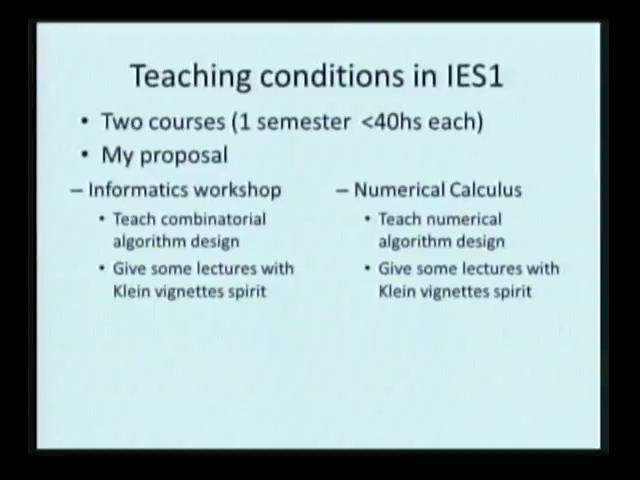 Teaching conditions in IES1
• Two courses (1 semester <40hs each)
• My proposal
– Informatics workshop
• Teach combinatorial
algorithm design
• Give some lectures with
Klein vignettes spirit
– Numerical Calculus
• Teach numerical
algorithm design
• Give some lectures with
Klein vignettes spirit